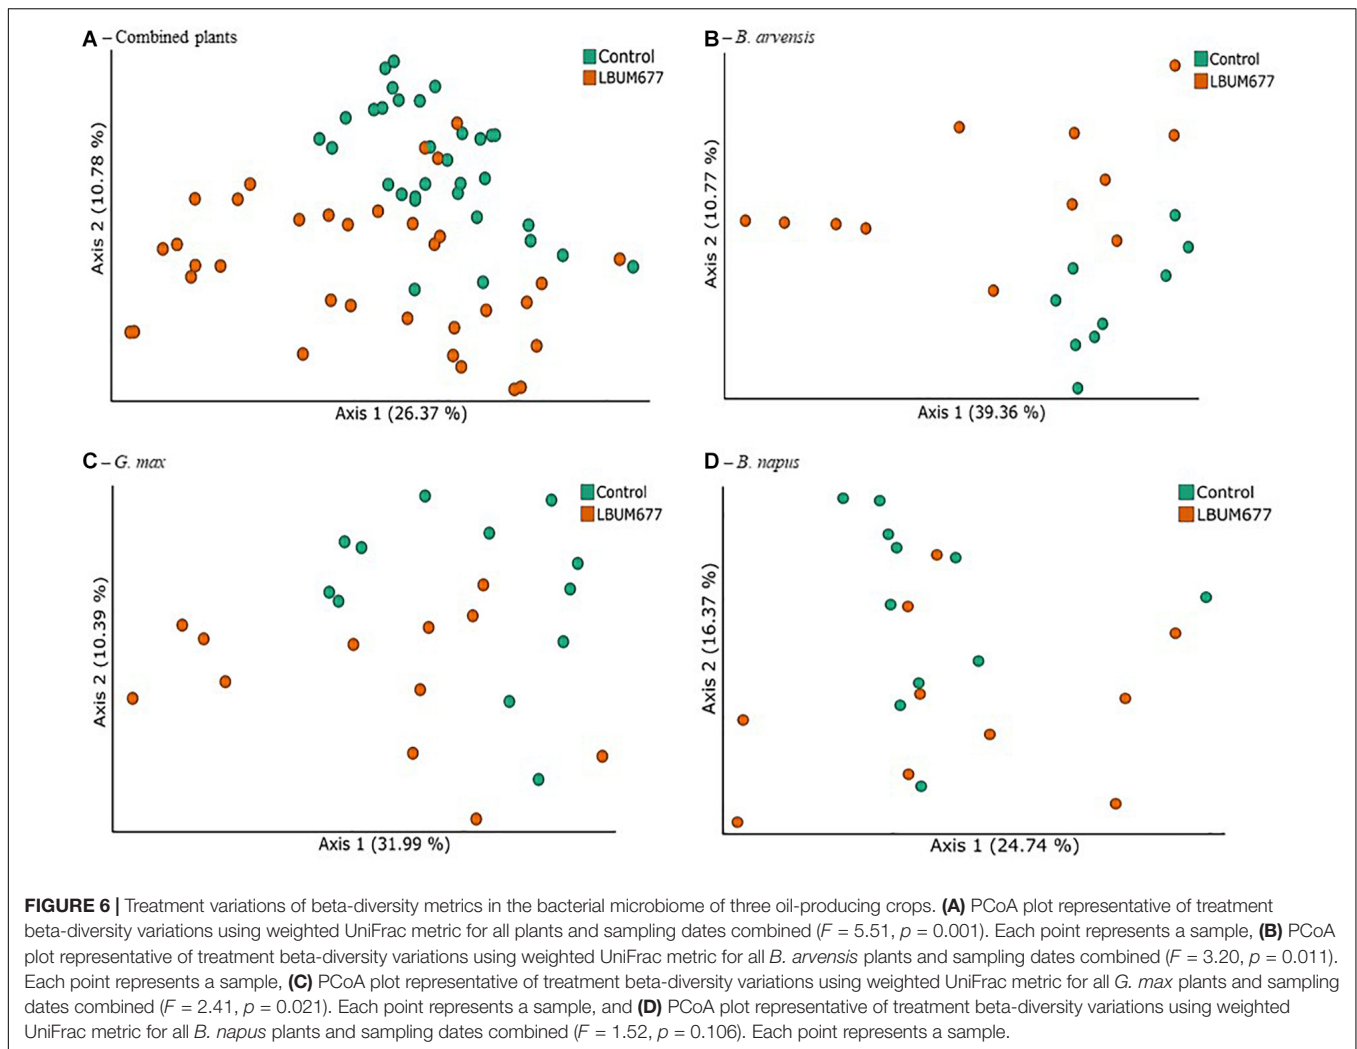 A – Combined plants
Control
LBUM677
Axis 2 (10.78 %)
Axis 1 (26.37 %)
B – B. arvensis
Control
LBUM677
Axis 2 (10.77 %)
Axis 1 (39.36 %)
C – G. max
Control
LBUM677
Axis 2 (10.39 %)
Axis 1 (31.99 %)
D – B. napus
Control
LBUM677
Axis 2 (16.37 %)
Axis 1 (24.74 %)
FIGURE 6 | Treatment variations of beta-diversity metrics in the bacterial microbiome of three oil-producing crops. (A) PCoA plot representative of treatment
beta-diversity variations using weighted UniFrac metric for all plants and sampling dates combined (F = 5.51, p = 0.001). Each point represents a sample, (B) PCoA
plot representative of treatment beta-diversity variations using weighted UniFrac metric for all B. arvensis plants and sampling dates combined (F = 3.20, p = 0.011).
Each point represents a sample, (C) PCoA plot representative of treatment beta-diversity variations using weighted UniFrac metric for all G. max plants and sampling
dates combined (F = 2.41, p = 0.021). Each point represents a sample, and (D) PCoA plot representative of treatment beta-diversity variations using weighted
UniFrac metric for all B. napus plants and sampling dates combined (F = 1.52, p = 0.106). Each point represents a sample.